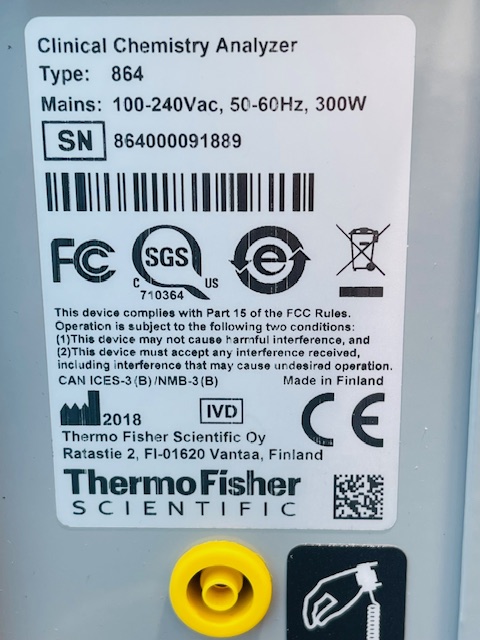 Clinical Chemistry Analyzer
Type: 864
Mains: 100-240Vac, 50-60Hz, 300W
SN 864000091889
FC SGS e
C US
710364
This device complies with Part 15 of the FCC Rules.
Operation is subject to the following two conditions:
(1)This device may not cause harmful interference, and
(2)This device must accept any interference received,
including interference that may cause undesired operation.
CAN ICES-3 (B) /NMB-3 (B) Made in Finland
2018 IVD CE
Thermo Fisher Scientific Oy
Ratastie 2, FI-01620 Vantaa, Finland
ThermoFisher
SCIENTIFIC